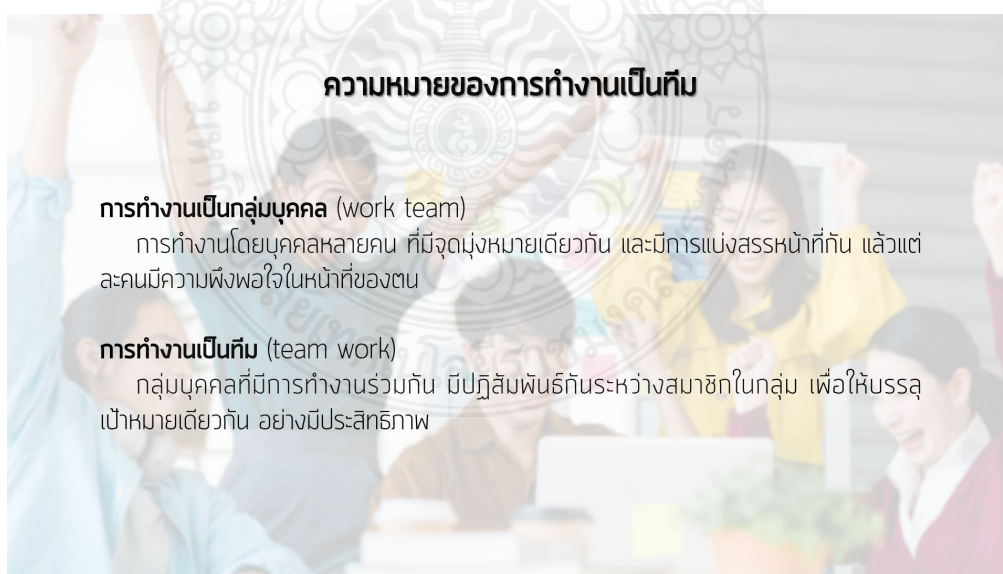 ความหมายของการทำงานเป็นทีม
การทำงานเป็นกลุ่มบุคคล (work team)
การทำงานโดยบุคคลหลายคน ที่มีจุดมุ่งหมายเดียวกัน และมีการแบ่งสรรหน้าที่กัน แล้วแต่
ละคนมีความพึงพอใจในหน้าที่ของตน
การทำงานเป็นทีม (team work)
กลุ่มบุคคลที่มีการทำงานร่วมกัน มีปฏิสัมพันธ์กันระหว่างสมาชิกในกลุ่ม เพื่อให้บรรลุ
เป้าหมายเดียวกัน อย่างมีประสิทธิภาพ